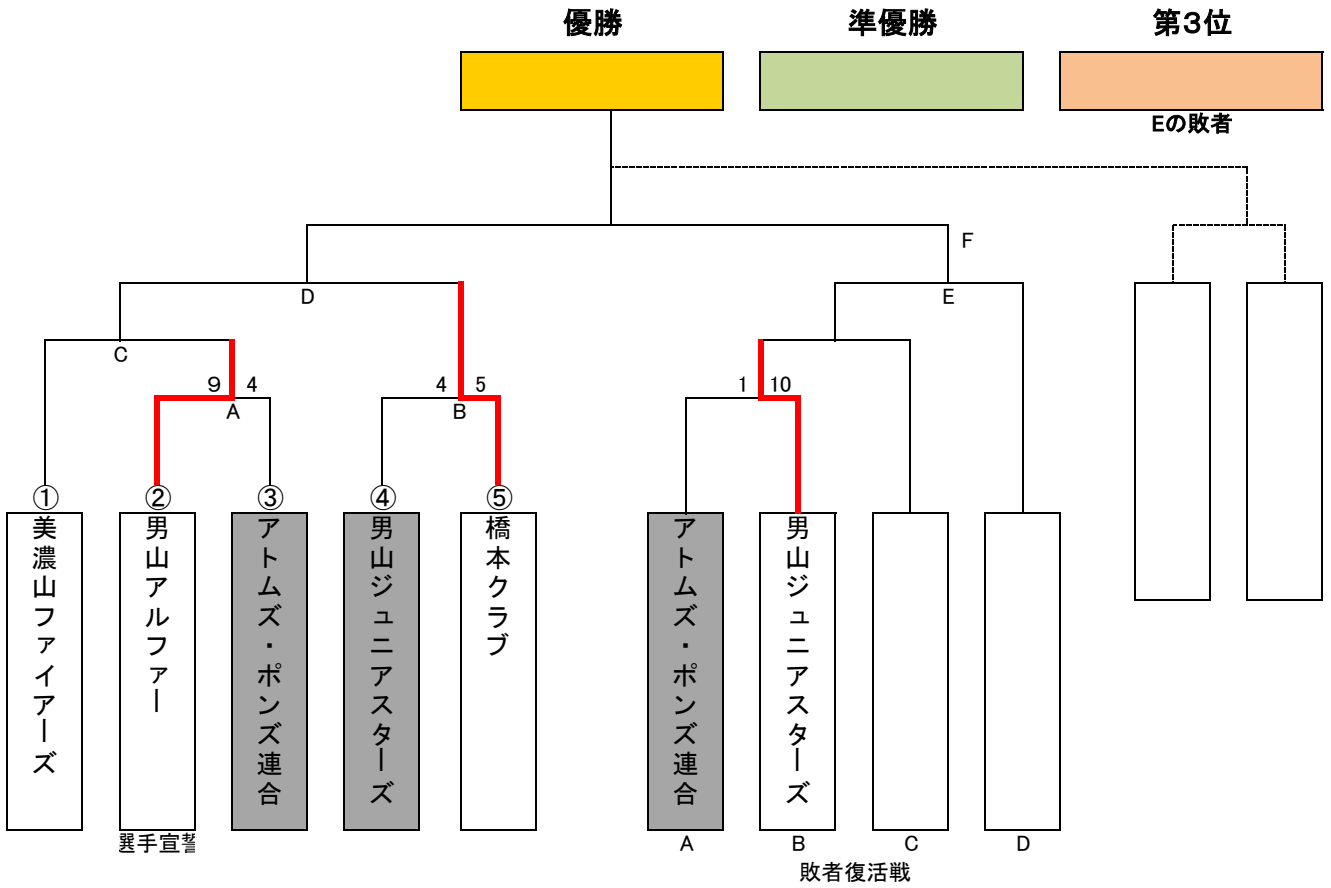 優勝
準優勝
第3位
Eの敗者
F
D
E
C
9 4
4 5
1 10
A
B
①
②
③
④
⑤
美濃山ファイアーズ
男山アルファー
アトムズ・ポンズ連合
男山ジュニアスターズ
橋本クラブ
アトムズ・ポンズ連合
男山ジュニアスターズ
選手宣誓
A
B
C
D
敗者復活戦